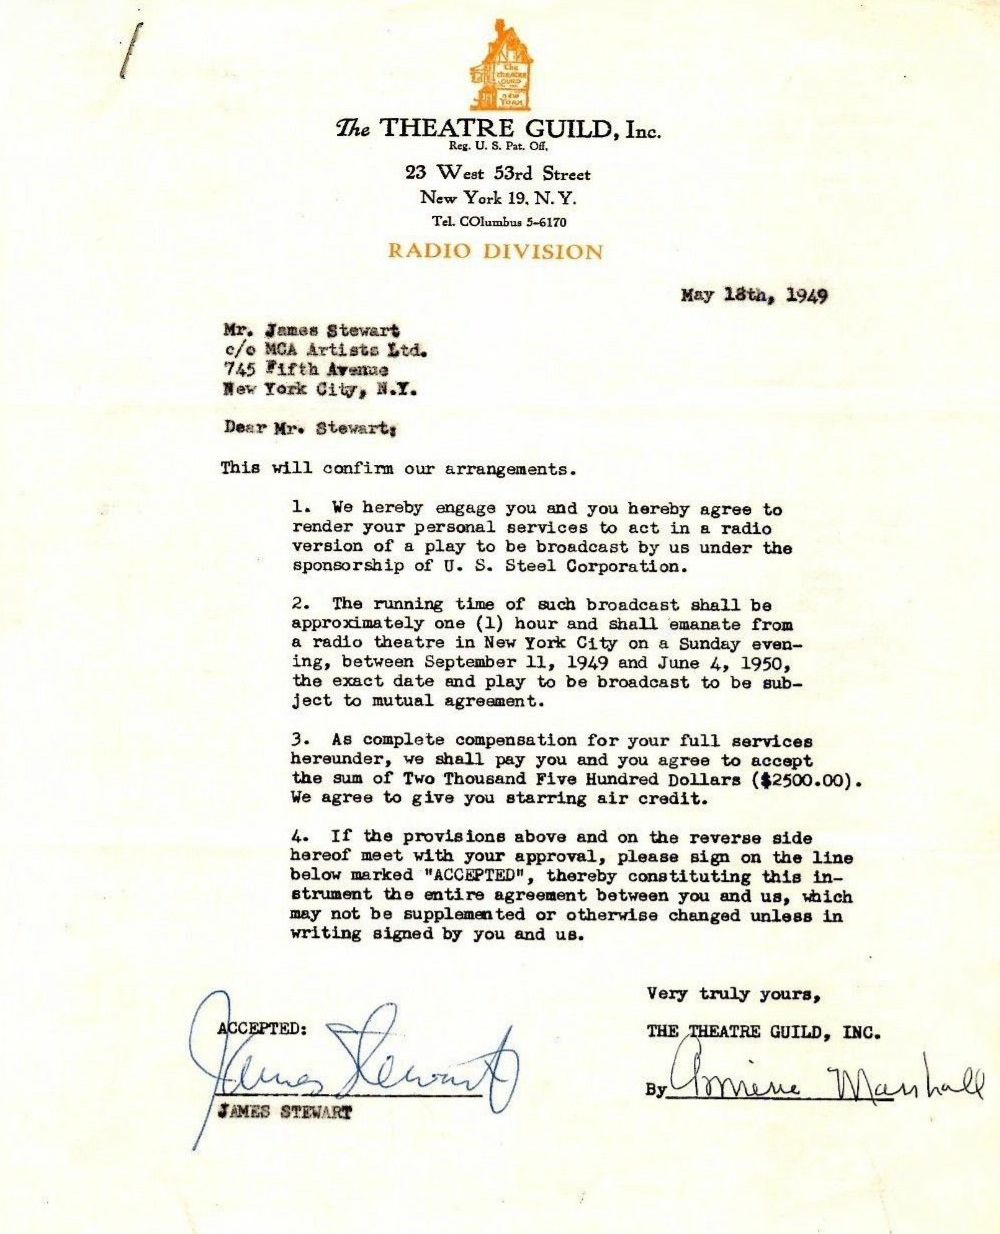 The
THEATRE
GUILD
NEW
YORK
The THEATRE GUILD, Inc.
Reg. U. S. Pat. Off.
23 West 53rd Street
New York 19, N. Y.
Tel. COlumbus 5-6170
RADIO DIVISION
May 18th, 1949
Mr. James Stewart
c/o MCA Artists Ltd.
745 Fifth Avenue
New York City, N.Y.
Dear Mr. Stewart:
This will confirm our arrangements.
1. We hereby engage you and you hereby agree to
render your personal services to act in a radio
version of a play to be broadcast by us under the
sponsorship of U. S. Steel Corporation.
2. The running time of such broadcast shall be
approximately one (1) hour and shall emanate from
a radio theatre in New York City on a Sunday even-
ing, between September 11, 1949 and June 4, 1950,
the exact date and play to be broadcast to be sub-
ject to mutual agreement.
3. As complete compensation for your full services
hereunder, we shall pay you and you agree to accept
the sum of Two Thousand Five Hundred Dollars ($2500.00).
We agree to give you starring air credit.
4. If the provisions above and on the reverse side
hereof meet with your approval, please sign on the line
below marked "ACCEPTED", thereby constituting this in-
strument the entire agreement between you and us, which
may not be supplemented or otherwise changed unless in
writing signed by you and us.
Very truly yours,
ACCEPTED:
THE THEATRE GUILD, INC.
James Stewart
By Armina Marshall
JAMES STEWART